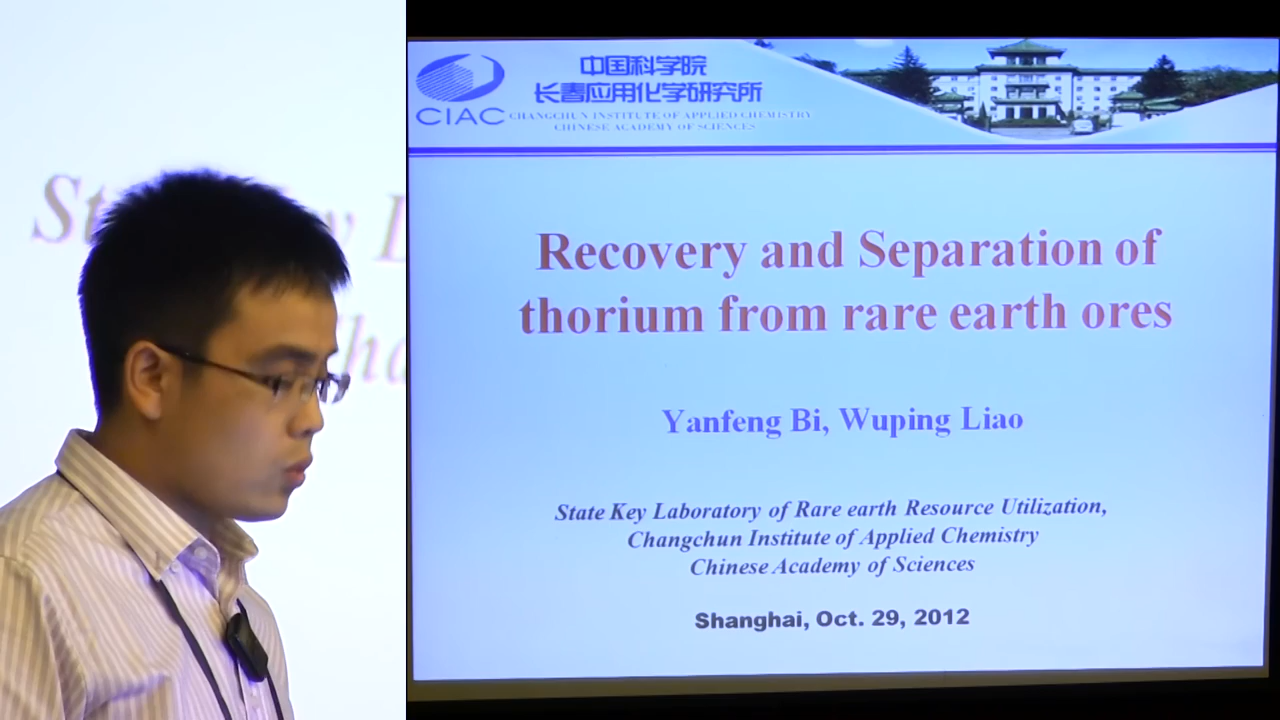 中国科学院
长春应用化学研究所
CIAC
CHANGCHUN INSTITUTE OF APPLIED CHEMISTRY
CHINESE ACADEMY OF SCIENCES
Recovery and Separation of
thorium from rare earth ores
Yanfeng Bi, Wuping Liao
State Key Laboratory of Rare earth Resource Utilization,
Changchun Institute of Applied Chemistry
Chinese Academy of Sciences
Shanghai, Oct. 29, 2012